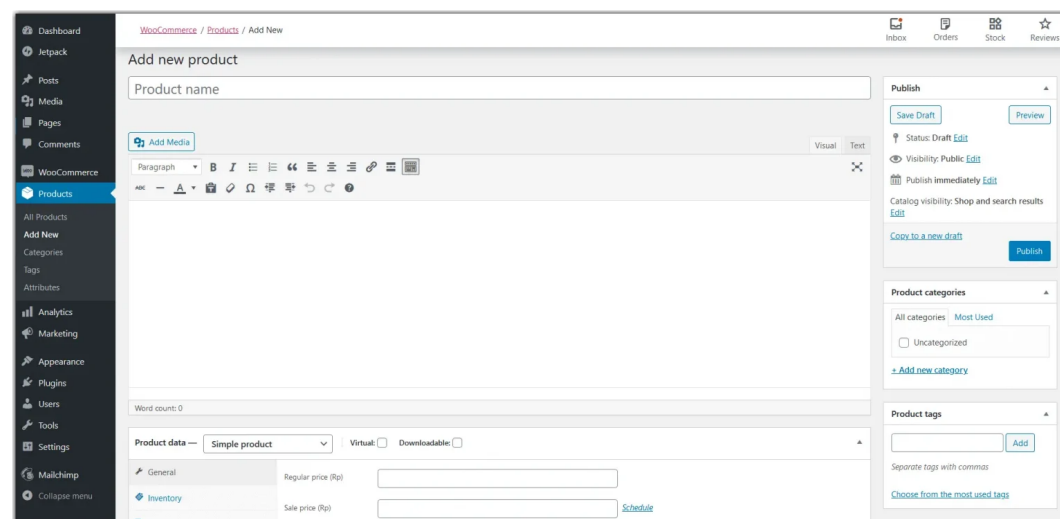 Dashboard
Jetpack
Posts
Media
Pages
Comments
WooCommerce
Products
All Products
Add New
Categories
Tags
Attributes
Analytics
Marketing
Appearance
Plugins
Users
Tools
Settings
Mailchimp
Collapse menu
WooCommerce / Products / Add New
Inbox
Orders
Stock
Reviews
Add new product
Product name
Add Media
Visual
Text
Paragraph
B
I
ABC
A
Ω
Word count: 0
Product data —
Simple product
Virtual:
Downloadable:
General
Inventory
Regular price (Rp)
Sale price (Rp)
Schedule
Publish
Save Draft
Preview
Status: Draft Edit
Visibility: Public Edit
Publish immediately Edit
Catalog visibility: Shop and search results
Edit
Copy to a new draft
Publish
Product categories
All categories
Most Used
Uncategorized
+ Add new category
Product tags
Add
Separate tags with commas
Choose from the most used tags